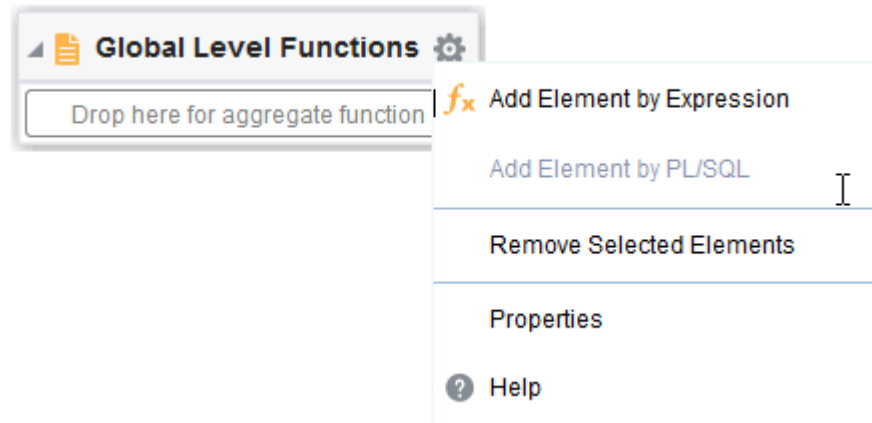 Global Level Functions
Drop here for aggregate function
fx Add Element by Expression
Add Element by PL/SQL
Remove Selected Elements
Properties
? Help